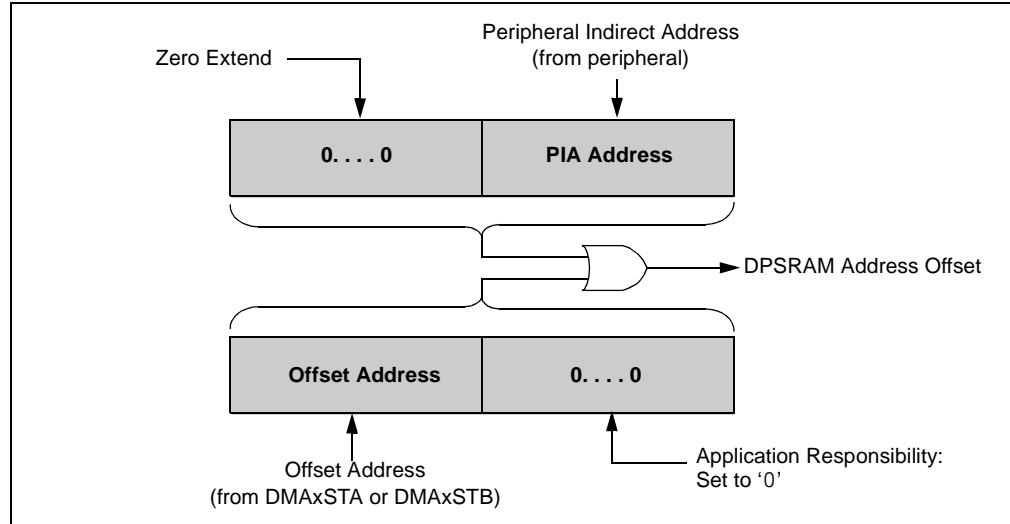 Peripheral Indirect Address
(from peripheral)
Zero Extend
0. . . . 0
PIA Address
DPSRAM Address Offset
Offset Address
0. . . . 0
Offset Address
(from DMAxSTA or DMAxSTB)
Application Responsibility:
Set to ‘0’